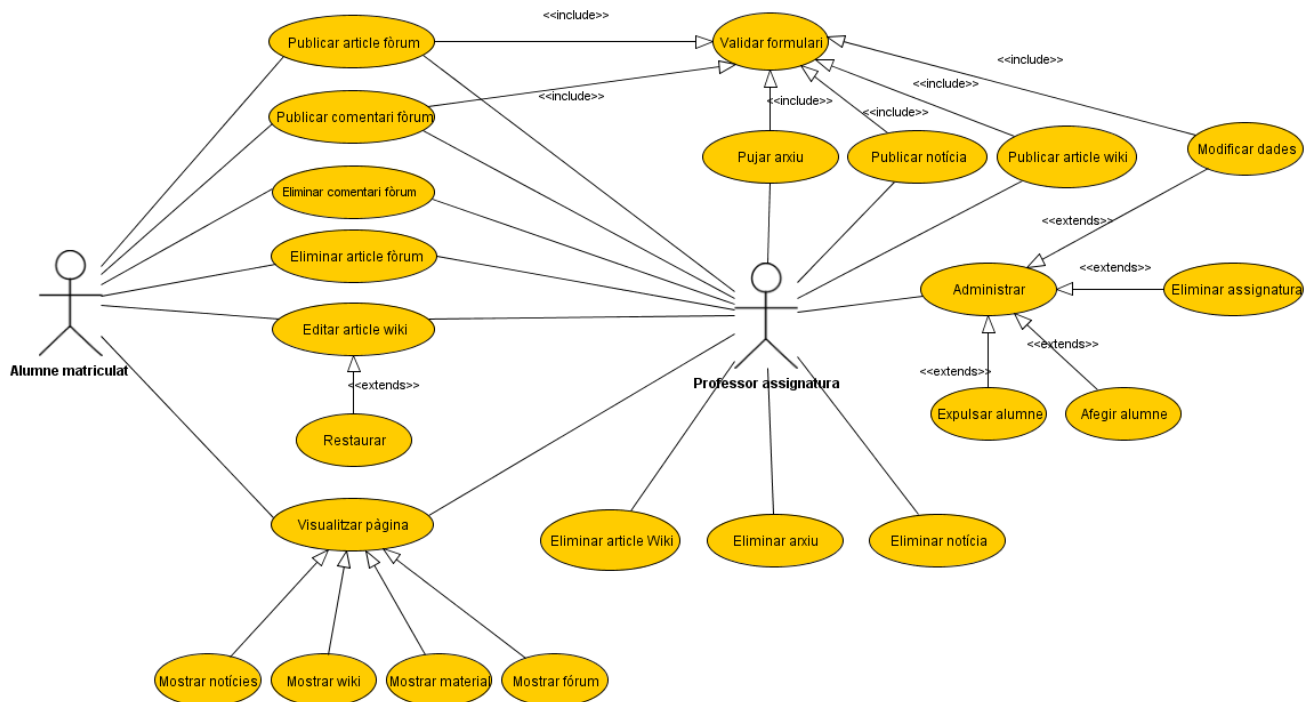 <<include>>
Publicar article fòrum
Validar formulari
<<include>>
<<include>>
<<include>>
<<include>>
<<include>>
Publicar comentari fòrum
Pujar arxiu
Publicar notícia
Publicar article wiki
Modificar dades
Eliminar comentari fòrum
<<extends>>
Eliminar article fòrum
<<extends>>
Administrar
Eliminar assignatura
Editar article wiki
<<extends>>
Alumne matriculat
Professor assignatura
<<extends>>
<<extends>>
Expulsar alumne
Afegir alumne
Restaurar
Visualitzar pàgina
Eliminar article Wiki
Eliminar arxiu
Eliminar notícia
Mostrar notícies
Mostrar wiki
Mostrar material
Mostrar fórum